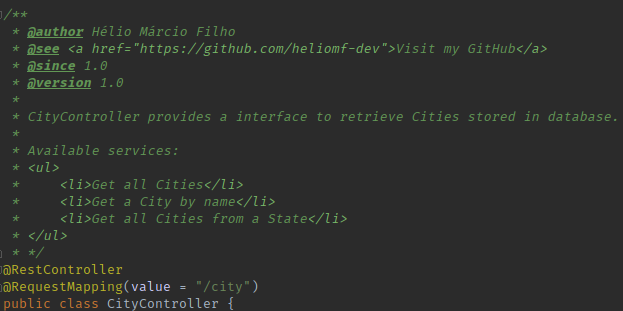 /**
* @author Hélio Márcio Filho
* @see <a href="https://github.com/heliomf-dev">Visit my GitHub</a>
* @since 1.0
* @version 1.0
*
* CityController provides a interface to retrieve Cities stored in database.
*
* Available services:
* <ul>
*     <li>Get all Cities</li>
*     <li>Get a City by name</li>
*     <li>Get all Cities from a State</li>
* </ul>
* */
@RestController
@RequestMapping(value = "/city")
public class CityController {